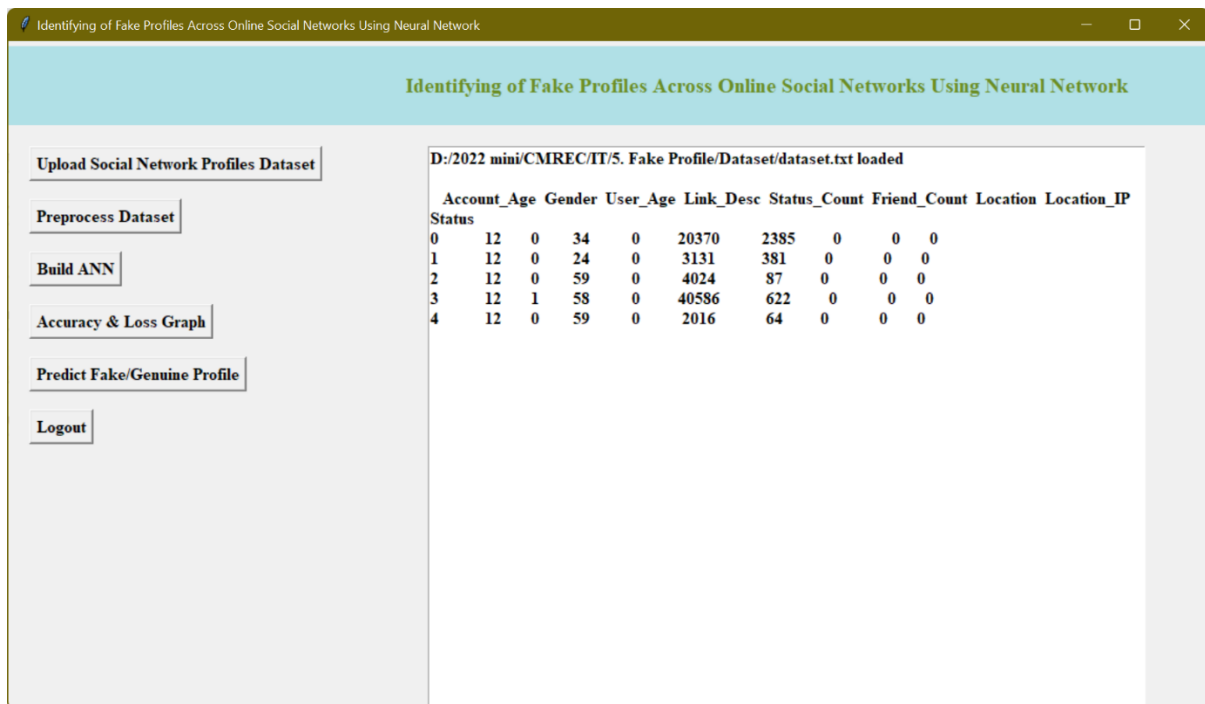 Identifying of Fake Profiles Across Online Social Networks Using Neural Network
Identifying of Fake Profiles Across Online Social Networks Using Neural Network
Upload Social Network Profiles Dataset
Preprocess Dataset
Build ANN
Accuracy & Loss Graph
Predict Fake/Genuine Profile
Logout
D:/2022 mini/CMREC/IT/5. Fake Profile/Dataset/dataset.txt loaded
Account_Age Gender User_Age Link_Desc Status_Count Friend_Count Location Location_IP
Status
0 12 0 34 0 20370 2385 0 0 0
1 12 0 24 0 3131 381 0 0 0
2 12 0 59 0 4024 87 0 0 0
3 12 1 58 0 40586 622 0 0 0
4 12 0 59 0 2016 64 0 0 0